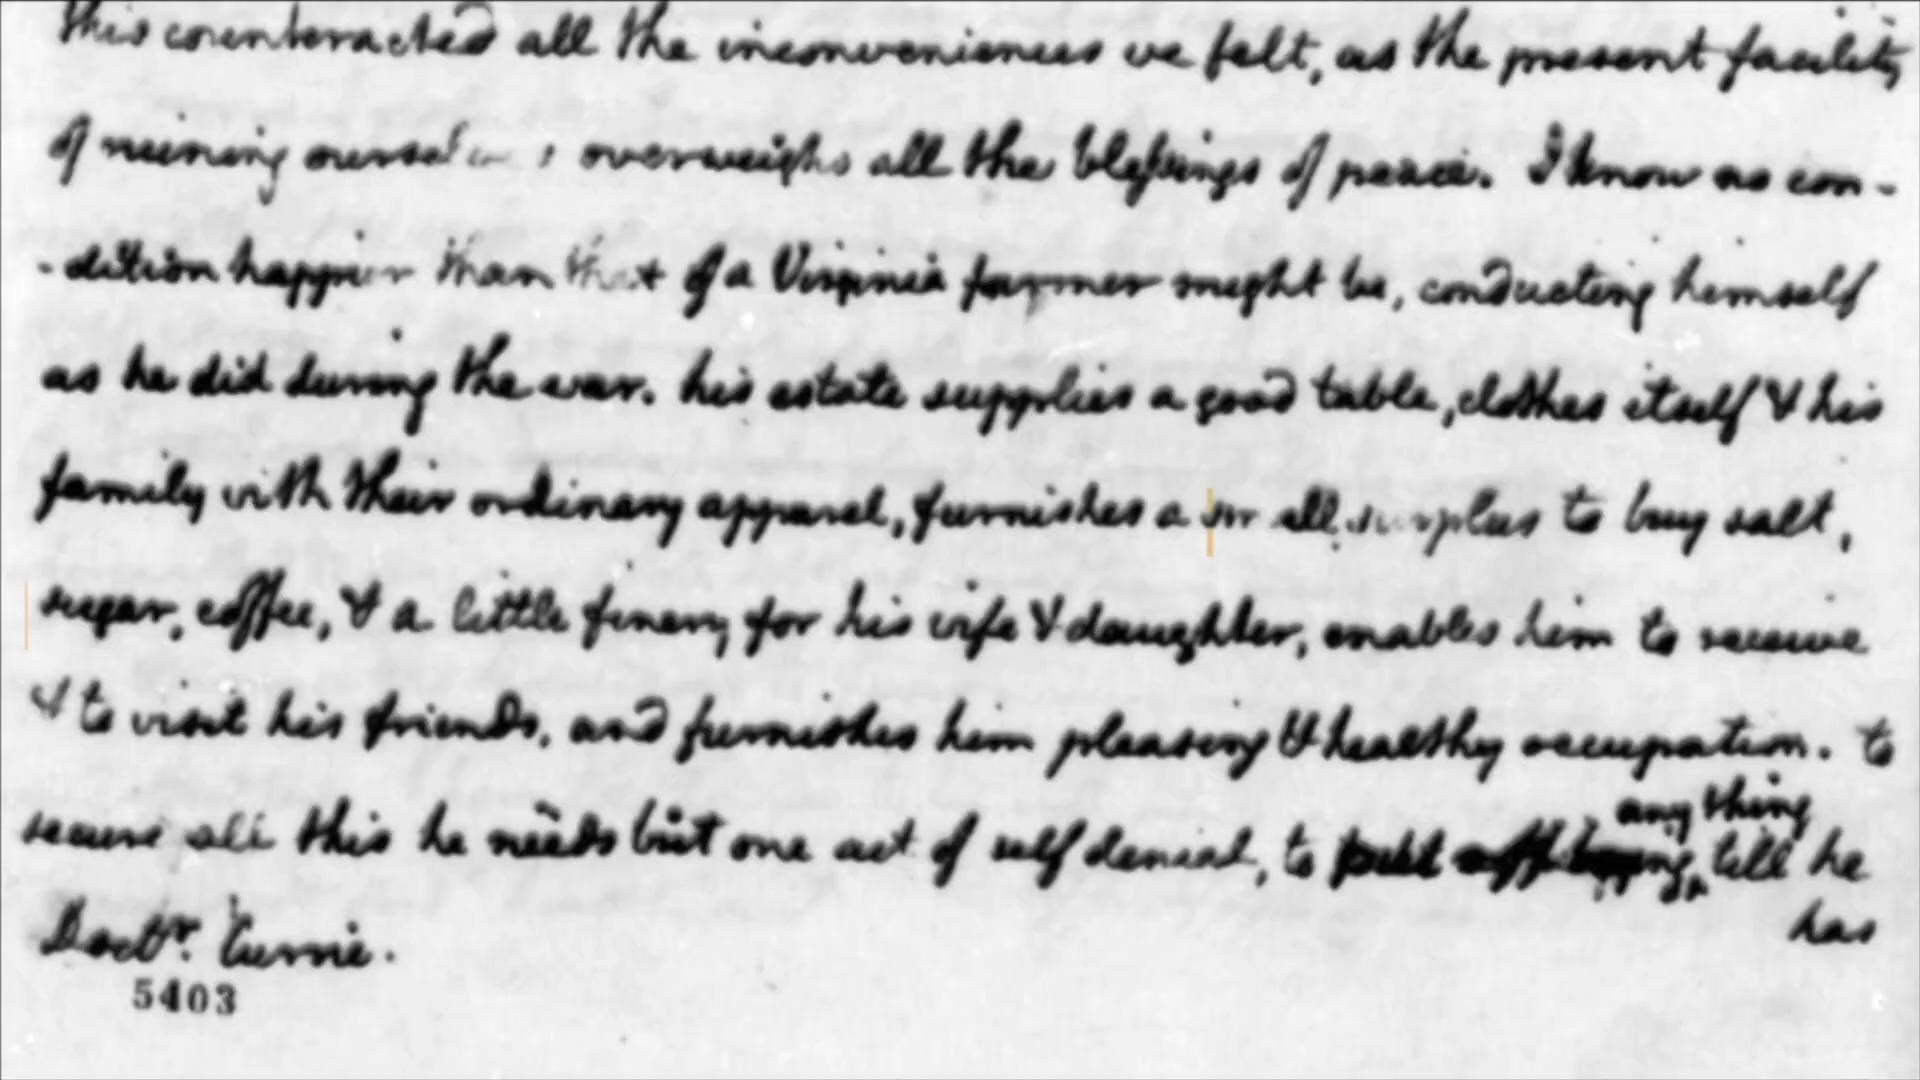 This counteracted all the inconveniences we felt, as the present facility
of ruining ourselves overweighs all the blessings of peace. I know no con-
-dition happier than that of a Virginia farmer might be, conducting himself
as he did during the war. his estate supplies a good table, clothes itself & his
family with their ordinary apparel, furnishes a small surplus to buy salt,
sugar, coffee, & a little finery for his wife & daughter, enables him to receive
& to visit his friends, and furnishes him pleasing & healthy occupation. to
secure all this he needs but one act of self denial, to put off buying any thing till he
has
Doctr. Currie.
5403